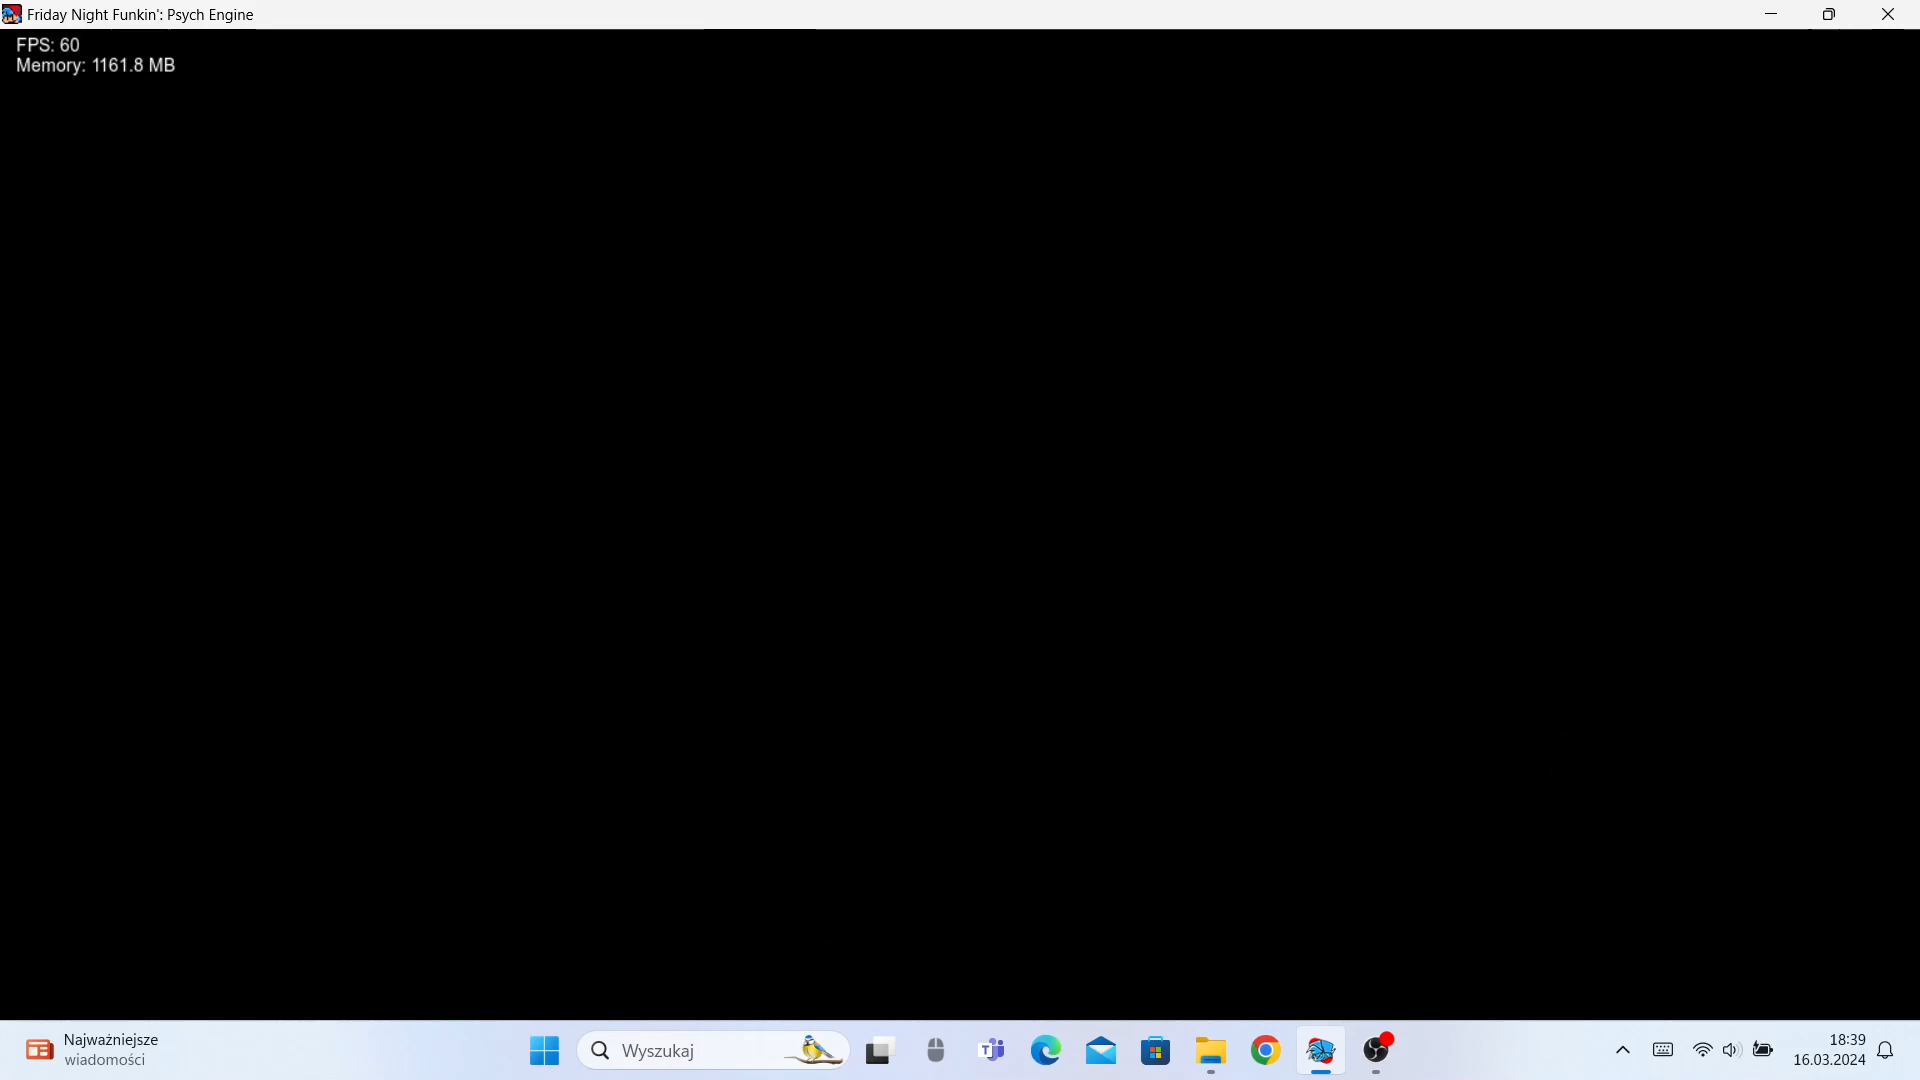 Friday Night Funkin': Psych Engine
FPS: 60
Memory: 1161.8 MB
Najważniejsze
wiadomości
Wyszukaj
18:39
16.03.2024